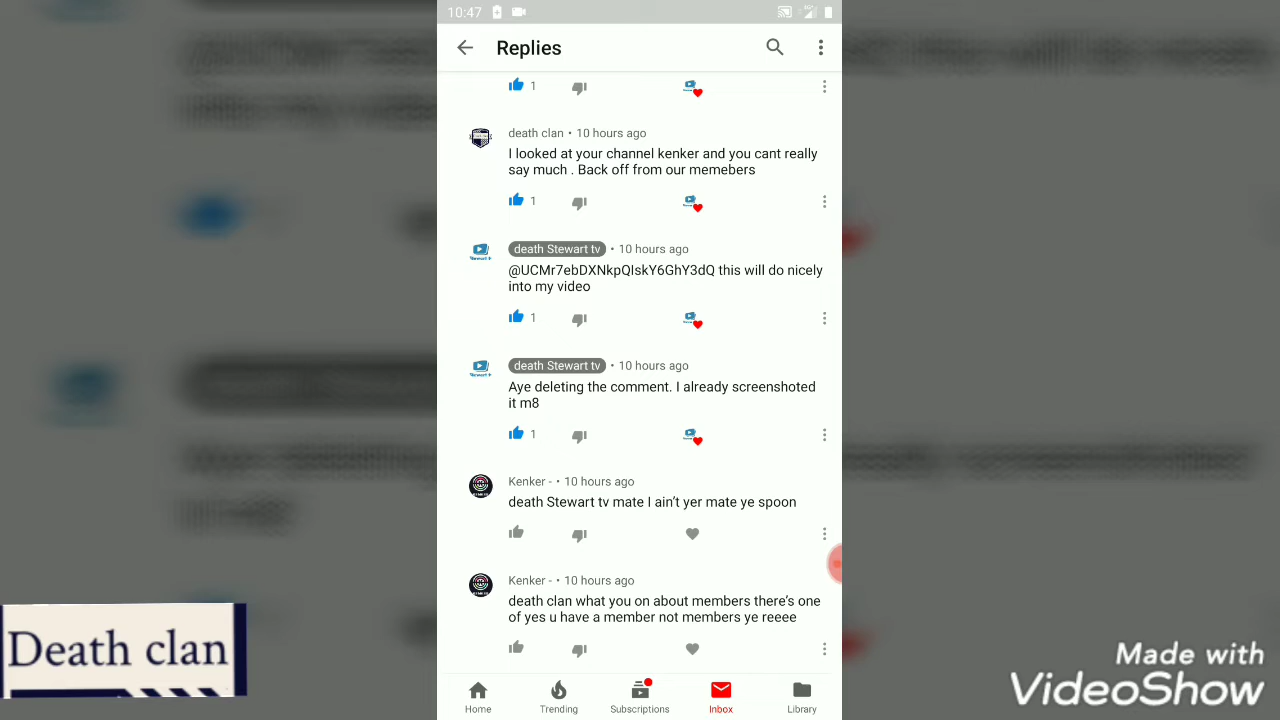 10:47
Replies
1
death clan • 10 hours ago
I looked at your channel kenker and you cant really
say much . Back off from our memebers
1
death Stewart tv • 10 hours ago
@UCMr7ebDXNkpQIskY6GhY3dQ this will do nicely
into my video
1
death Stewart tv • 10 hours ago
Aye deleting the comment. I already screenshoted
it m8
1
Kenker - • 10 hours ago
death Stewart tv mate I ain’t yer mate ye spoon
Kenker - • 10 hours ago
death clan what you on about members there’s one
of yes u have a member not members ye reeee
Home
Trending
Subscriptions
Inbox
Library
Death clan
Made with
VideoShow